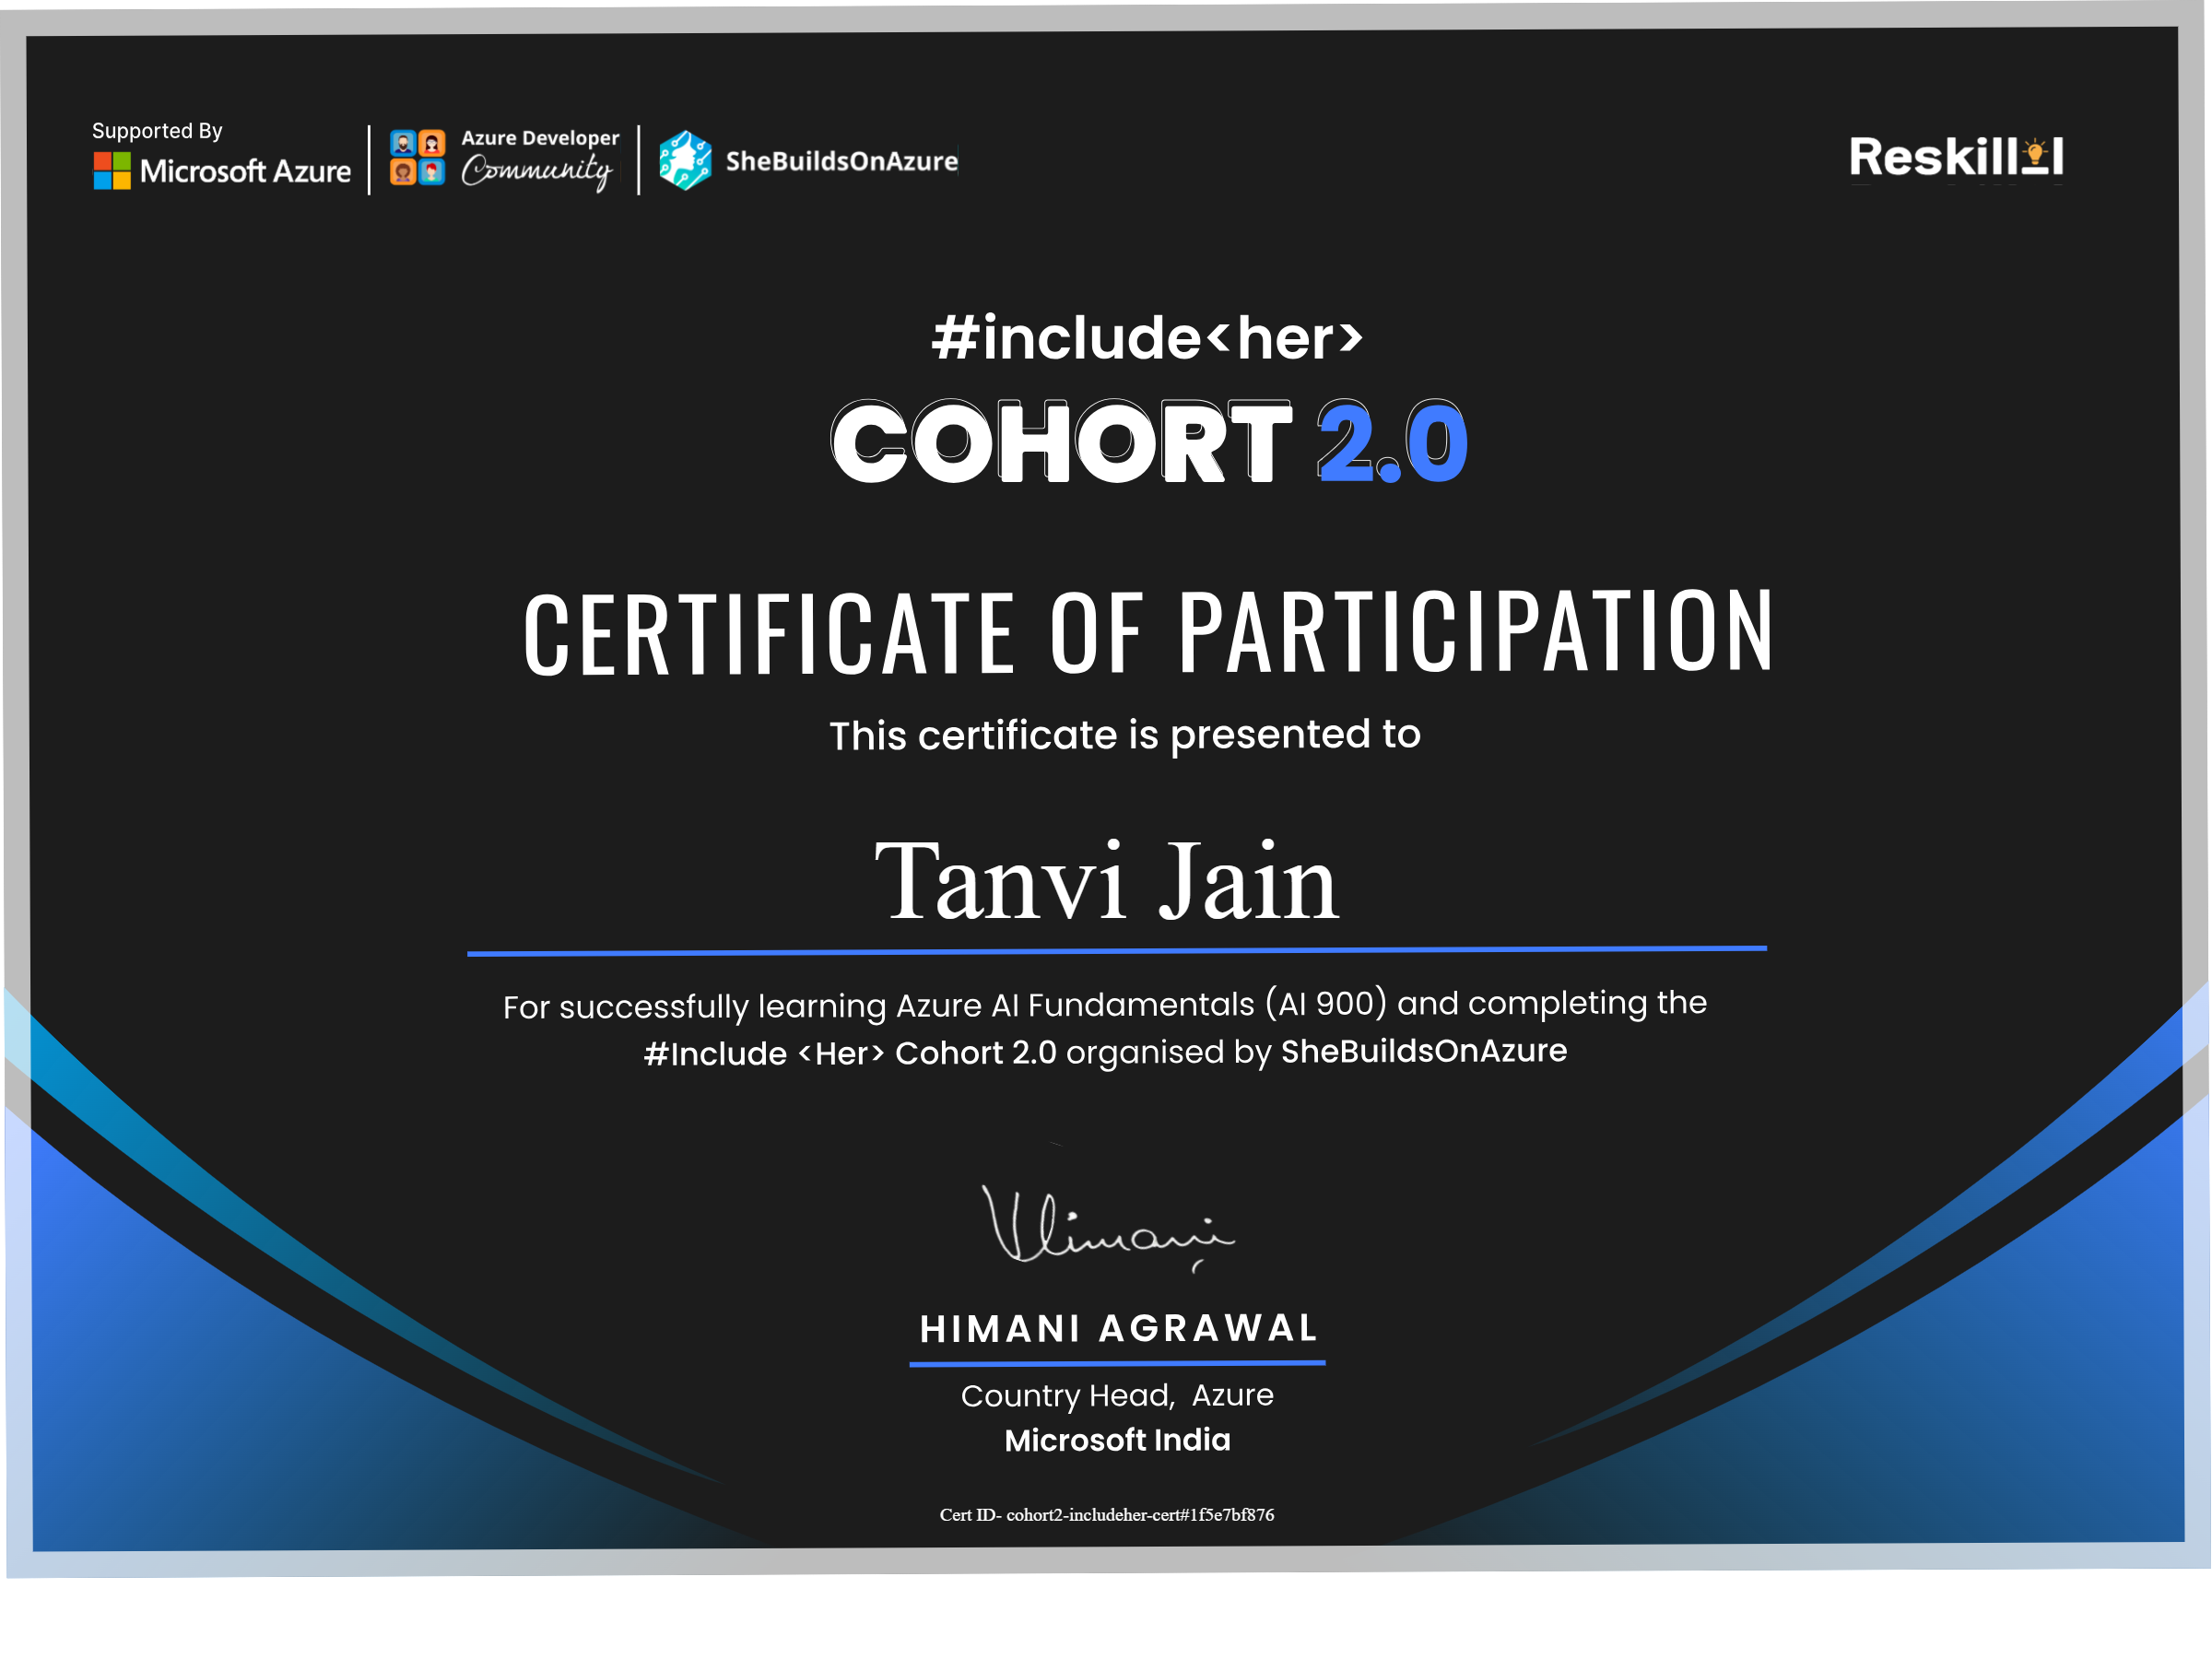 Supported By
Microsoft Azure
Azure Developer
Community
SheBuildsOnAzure
Reskilll
#include<her>
COHORT 2.0
CERTIFICATE OF PARTICIPATION
This certificate is presented to
Tanvi Jain
For successfully learning Azure AI Fundamentals (AI 900) and completing the
#Include <Her> Cohort 2.0 organised by SheBuildsOnAzure
Himani
HIMANI AGRAWAL
Country Head, Azure
Microsoft India
Cert ID- cohort2-includeher-cert#1f5e7bf876